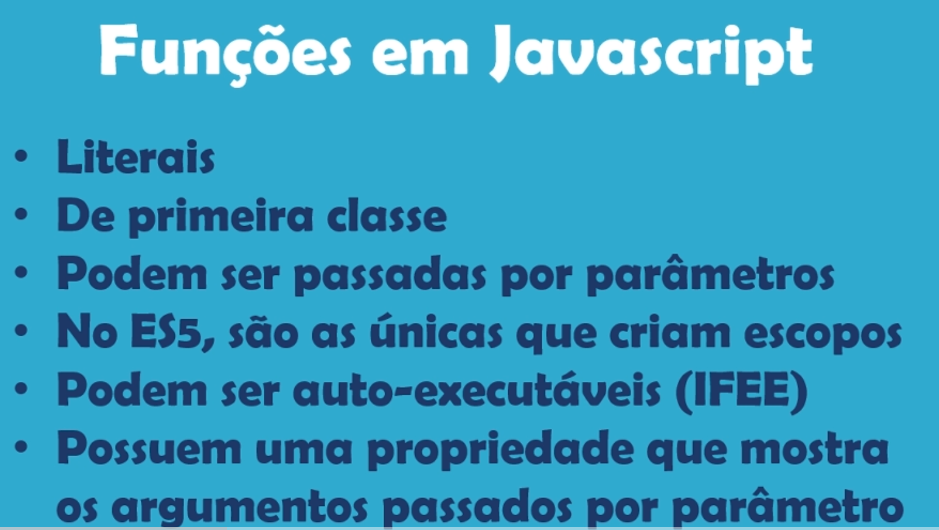 Funções em Javascript
• Literais
• De primeira classe
• Podem ser passadas por parâmetros
• No ES5, são as únicas que criam escopos
• Podem ser auto-executáveis (IFEE)
• Possuem uma propriedade que mostra
os argumentos passados por parâmetro